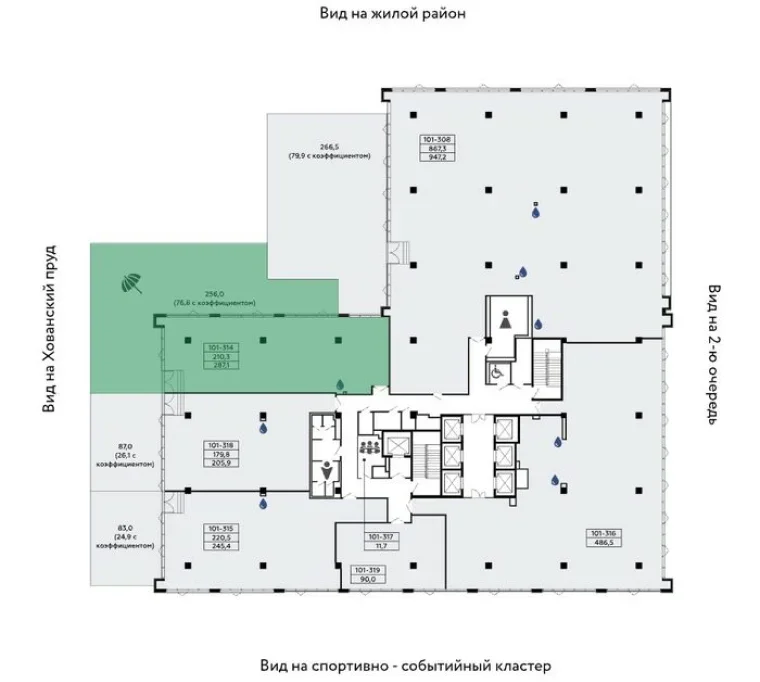 Вид на жилой район
101-308
867,3
947,2
266,5
(79,9 с коэффициентом)
Вид на Хованский пруд
256,0
(76,8 с коэффициентом)
Вид на 2-ю очередь
101-314
210,3
287,1
87,0
(26,1 с
коэффициентом)
101-318
179,8
205,9
83,0
(24,9 с
коэффициентом)
101-315
220,5
245,4
101-317
11,7
101-316
486,5
101-319
90,0
Вид на спортивно - событийный кластер